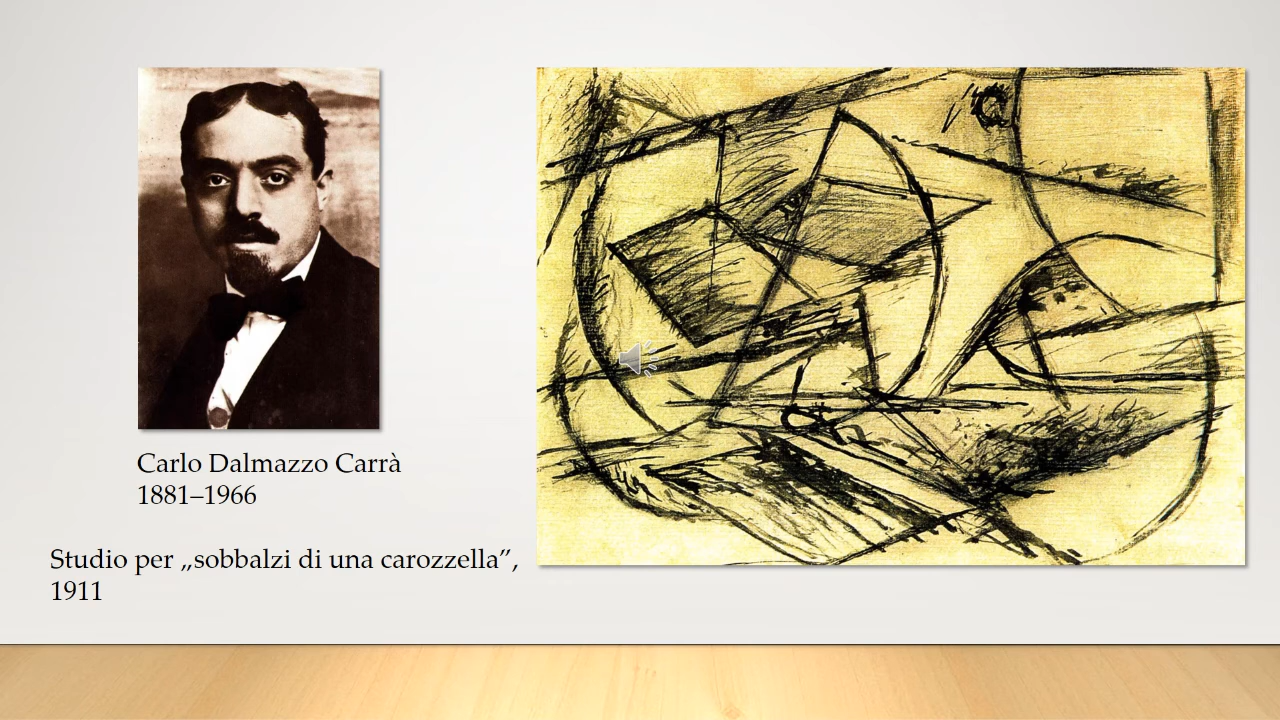 Carlo Dalmazzo Carrà
1881–1966
Studio per „sobbalzi di una carozzella”,
1911